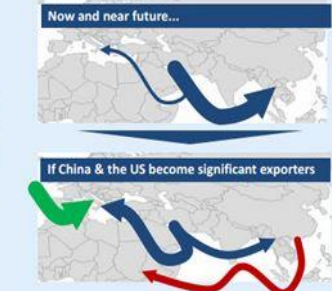 Now and near future...
If China & the US become significant exporters